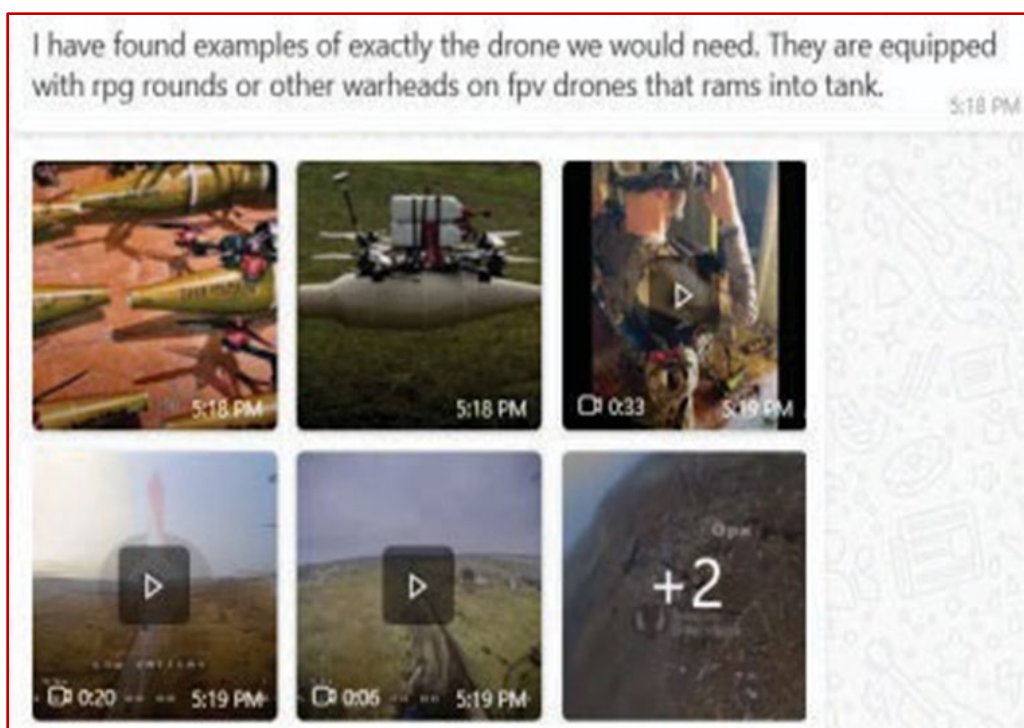 I have found examples of exactly the drone we would need. They are equipped
with rpg rounds or other warheads on fpv drones that rams into tank.
5:18 PM
5:18 PM
5:18 PM
0:33
5:19 PM
0:20
5:19 PM
0:06
5:19 PM
+2